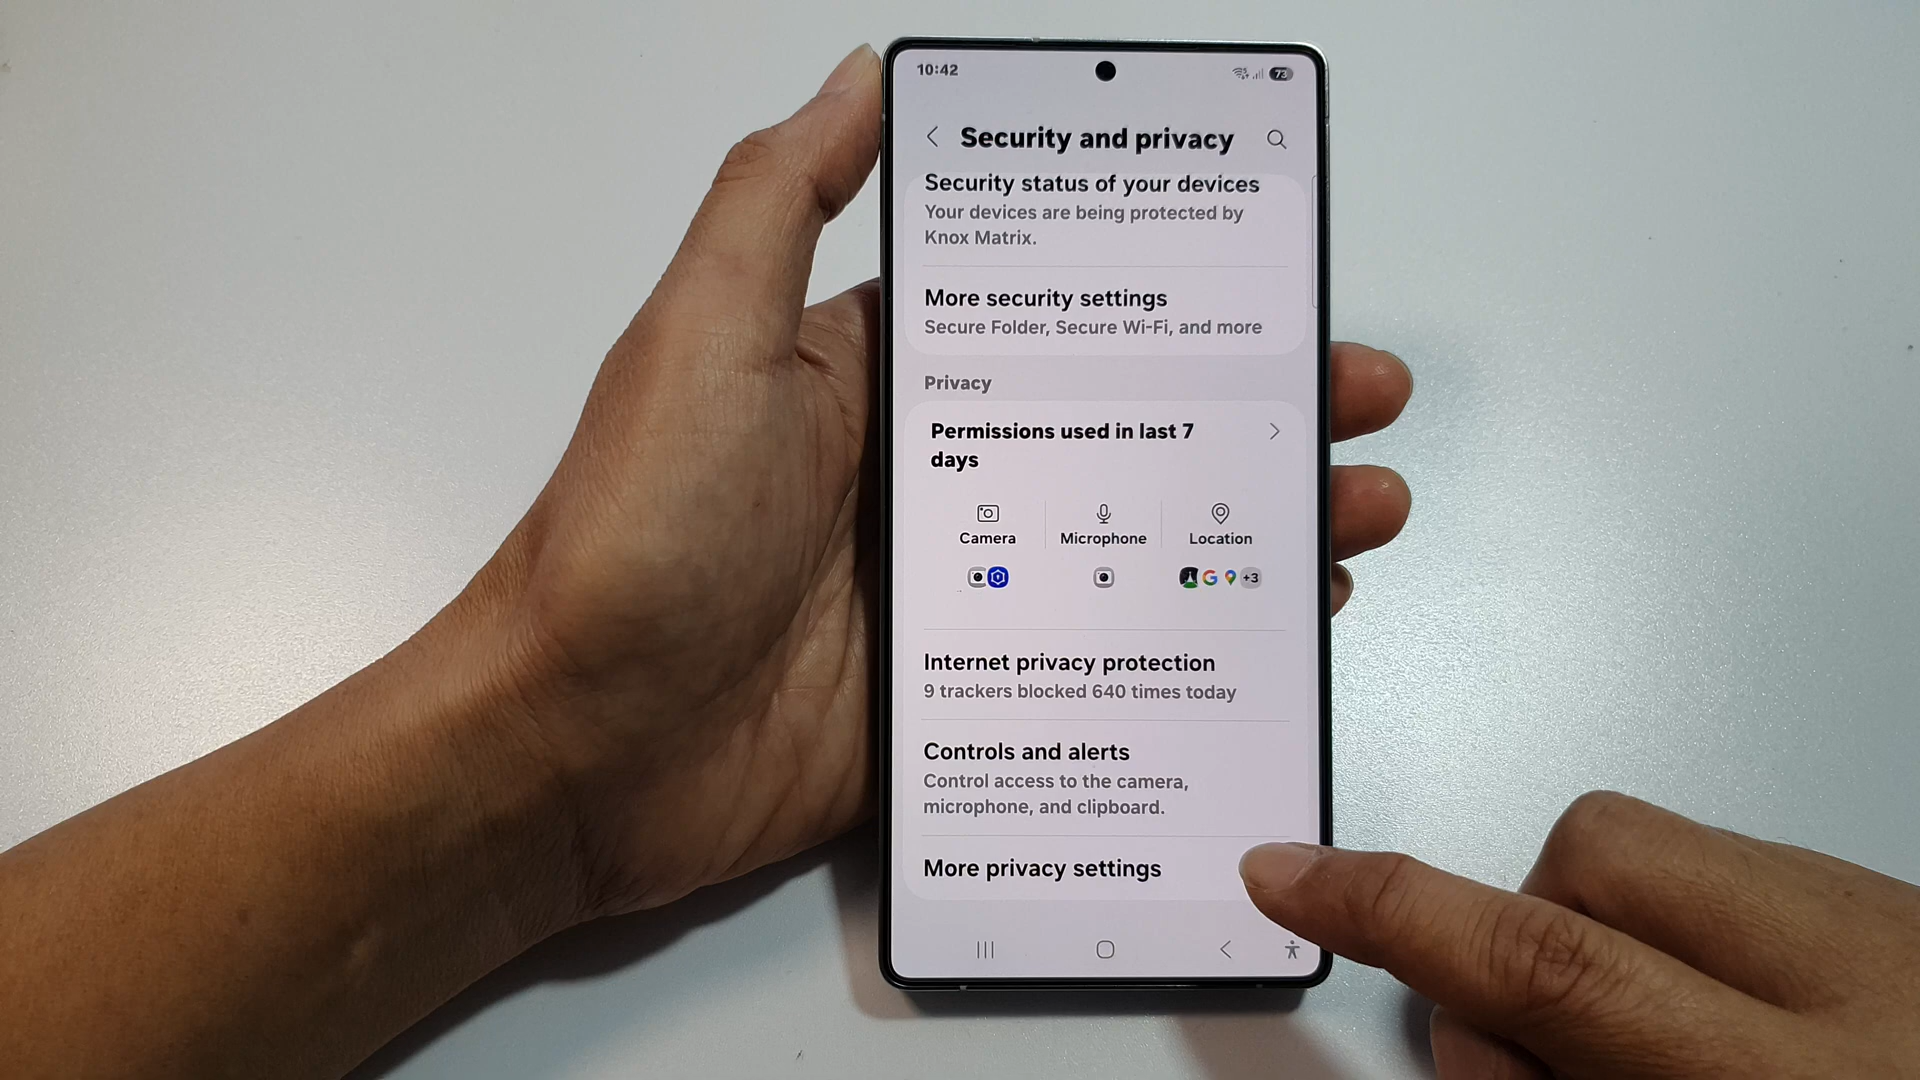 10:42
73
Security and privacy
Security status of your devices
Your devices are being protected by
Knox Matrix.
More security settings
Secure Folder, Secure Wi-Fi, and more
Privacy
Permissions used in last 7
days
Camera
Microphone
Location
G
+3
Internet privacy protection
9 trackers blocked 640 times today
Controls and alerts
Control access to the camera,
microphone, and clipboard.
More privacy settings